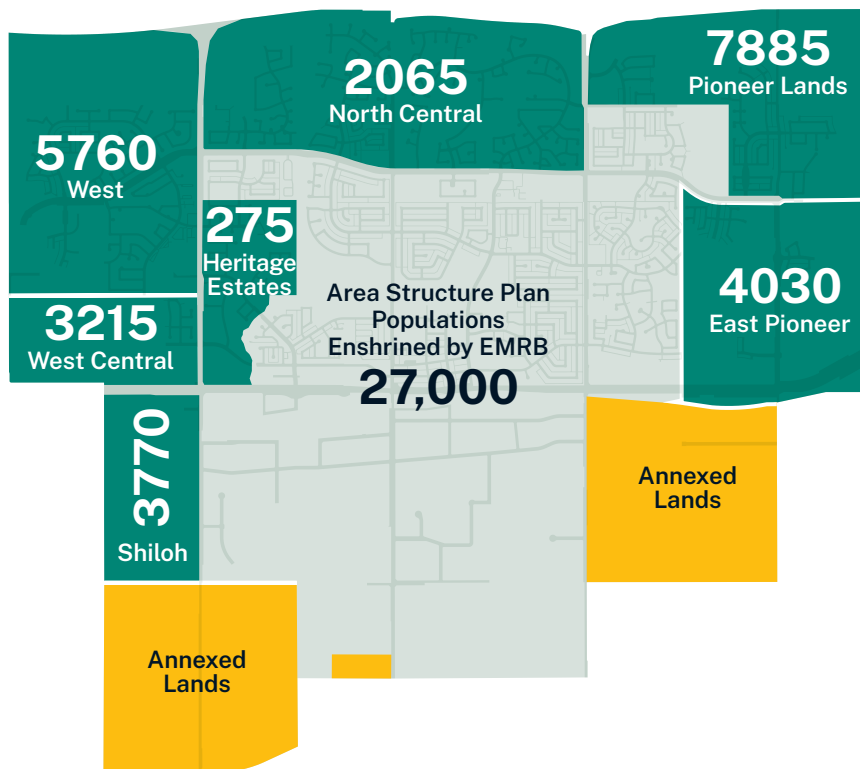 7885
Pioneer Lands
2065
North Central
5760
West
275
Heritage
Estates
4030
East Pioneer
3215
West Central
Area Structure Plan
Populations
Enshrined by EMRB
27,000
3770
Shiloh
Annexed
Lands
Annexed
Lands